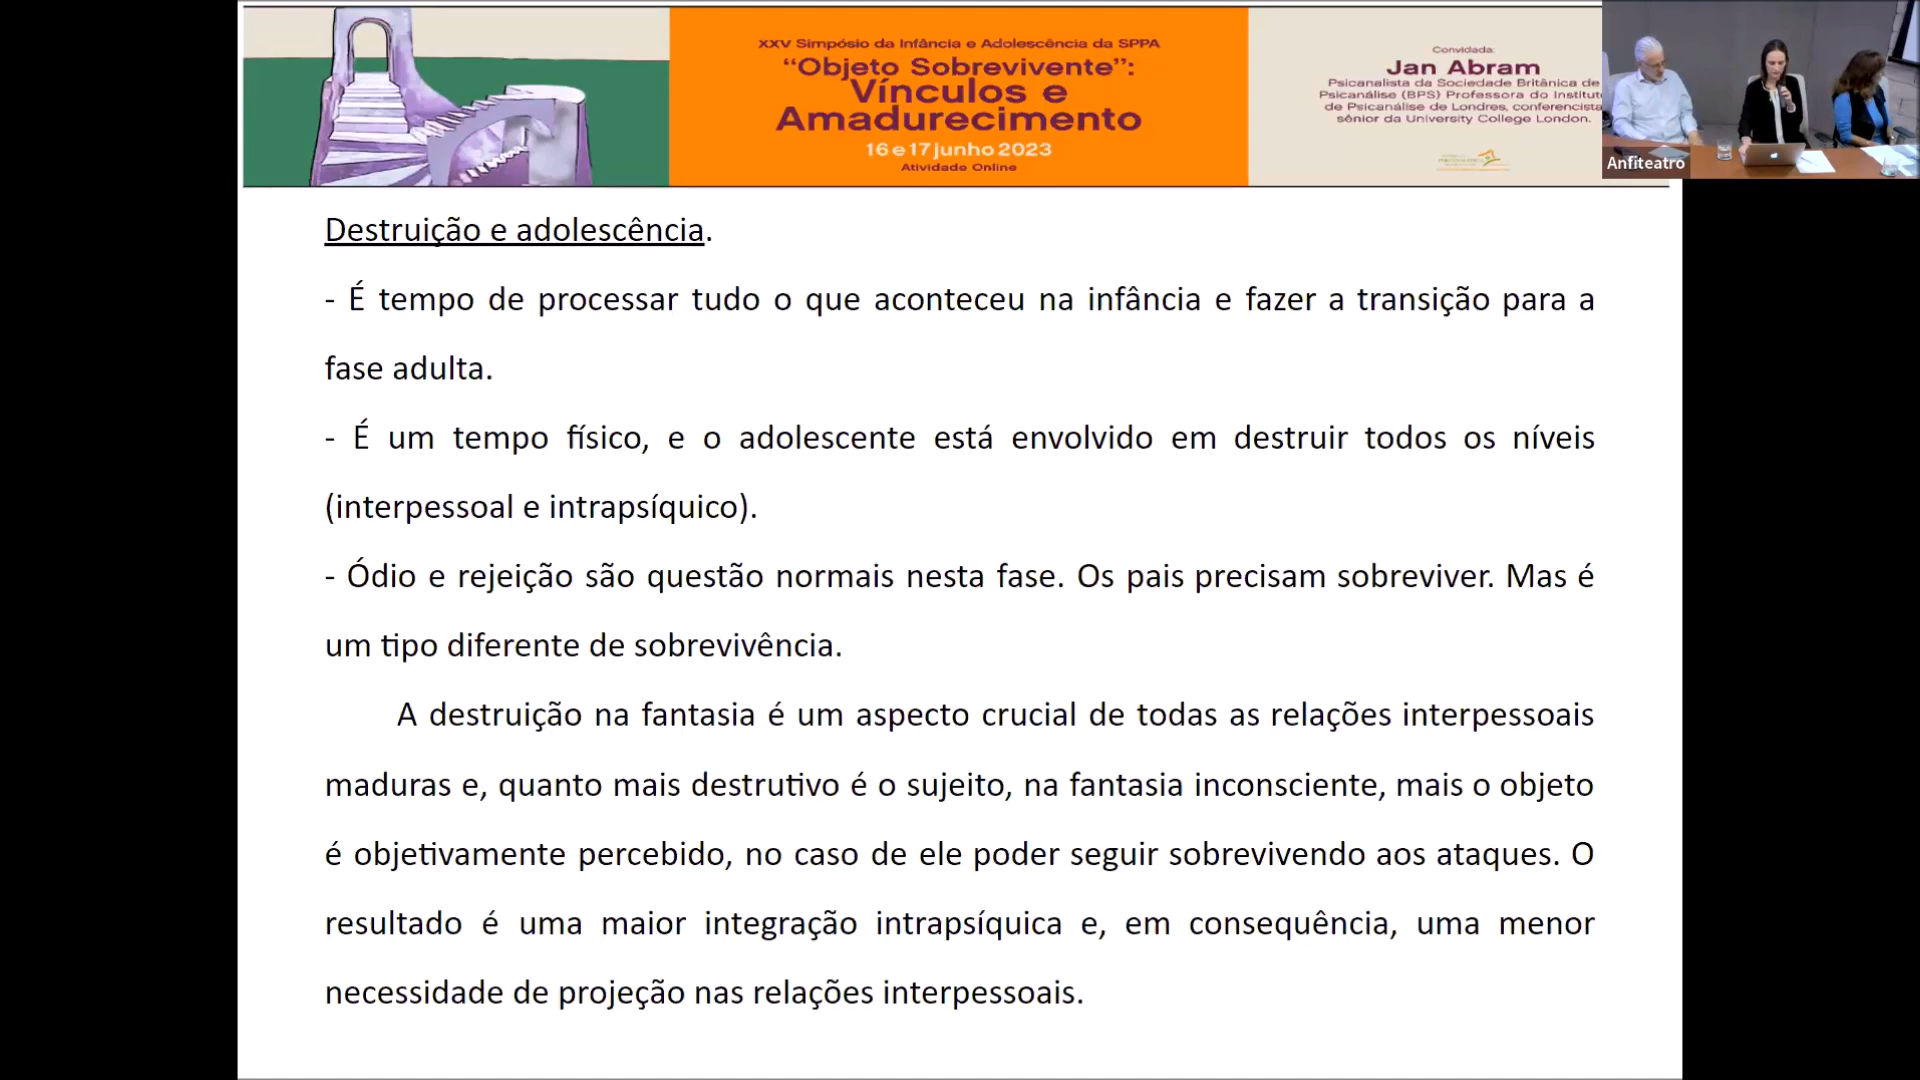 XXV Simpósio da Infância e Adolescência da SPPA
“Objeto Sobrevivente”:
Vínculos e
Amadurecimento
16 e 17 junho 2023
Atividade Online
Convidada:
Jan Abram
Psicanalista da Sociedade Britânica de
Psicanálise (BPS) Professora do Institut
de Psicanálise de Londres, conferencista
sênior da University College London.
Anfiteatro
Destruição e adolescência.
- É tempo de processar tudo o que aconteceu na infância e fazer a transição para a
fase adulta.
- É um tempo físico, e o adolescente está envolvido em destruir todos os níveis
(interpessoal e intrapsíquico).
- Ódio e rejeição são questão normais nesta fase. Os pais precisam sobreviver. Mas é
um tipo diferente de sobrevivência.
A destruição na fantasia é um aspecto crucial de todas as relações interpessoais
maduras e, quanto mais destrutivo é o sujeito, na fantasia inconsciente, mais o objeto
é objetivamente percebido, no caso de ele poder seguir sobrevivendo aos ataques. O
resultado é uma maior integração intrapsíquica e, em consequência, uma menor
necessidade de projeção nas relações interpessoais.